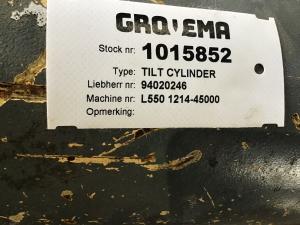 GROVEMA
Stock nr: 1015852
Type: TILT CYLINDER
Liebherr nr: 94020246
Machine nr: L550 1214-45000
Opmerking: